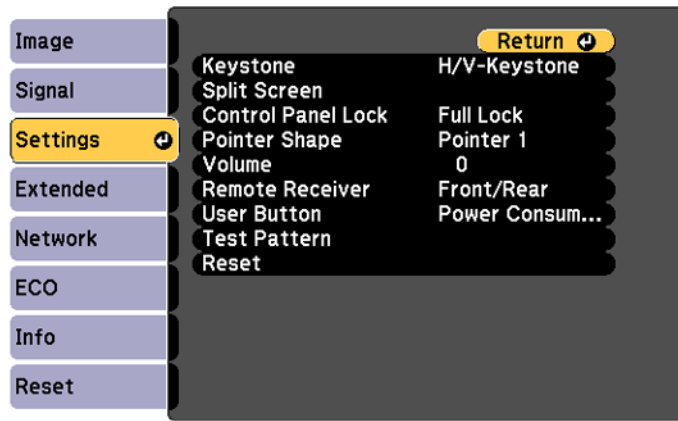 Image
Signal
Settings
Extended
Network
ECO
Info
Reset
Return
Keystone H/V-Keystone
Split Screen
Control Panel Lock Full Lock
Pointer Shape Pointer 1
Volume 0
Remote Receiver Front/Rear
User Button Power Consum...
Test Pattern
Reset